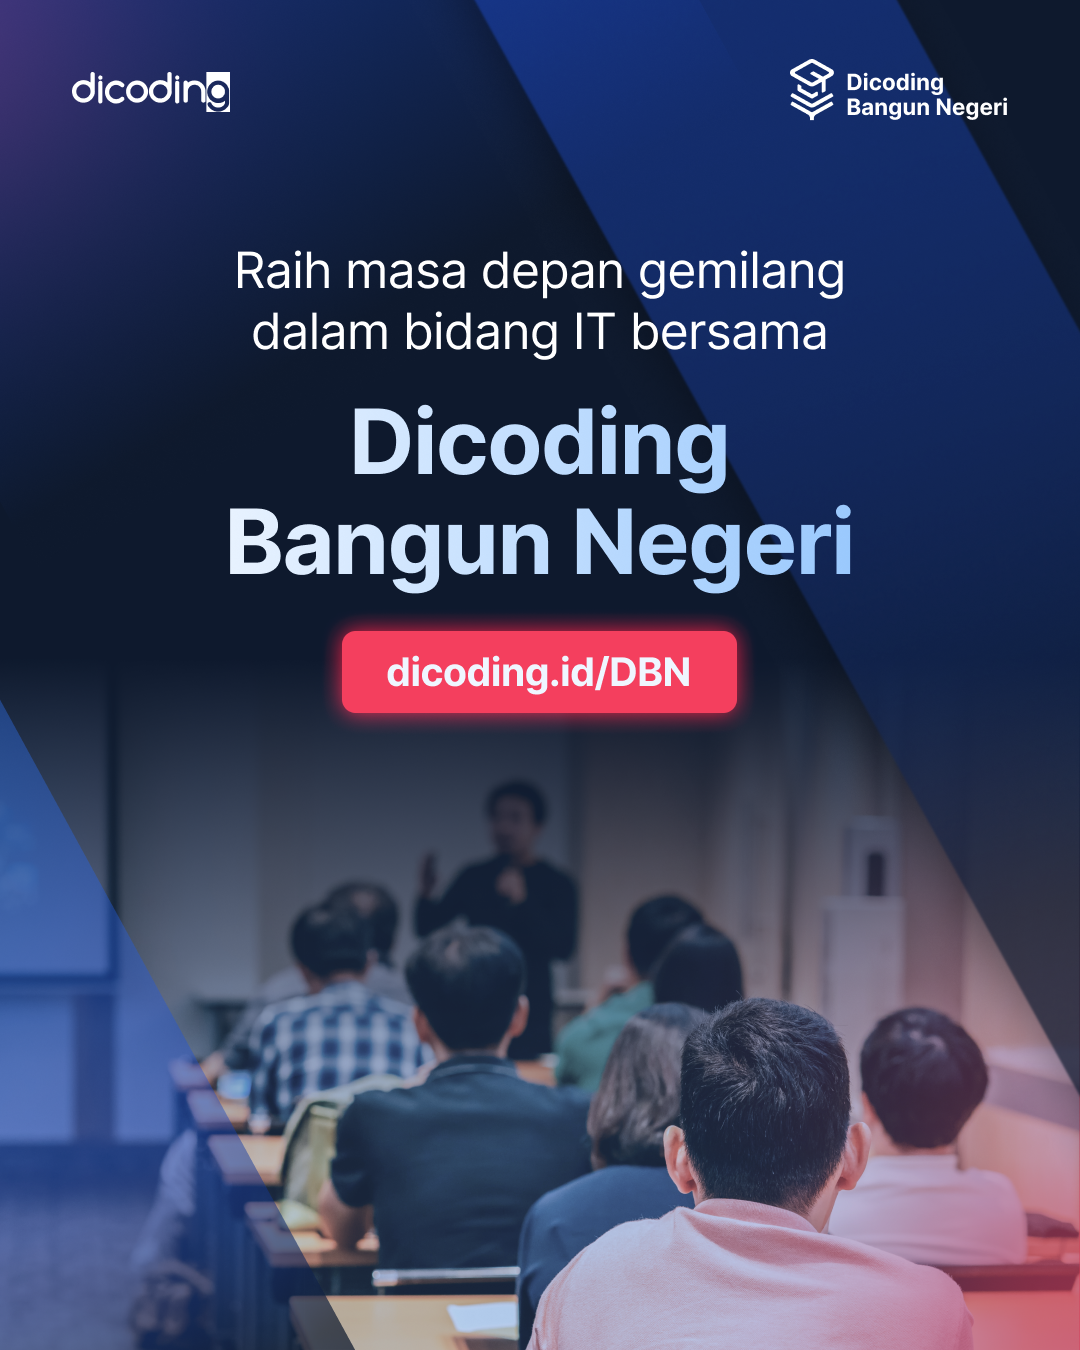 dicoding
Dicoding
Bangun Negeri
Raih masa depan gemilang
dalam bidang IT bersama
Dicoding
Bangun Negeri
dicoding.id/DBN